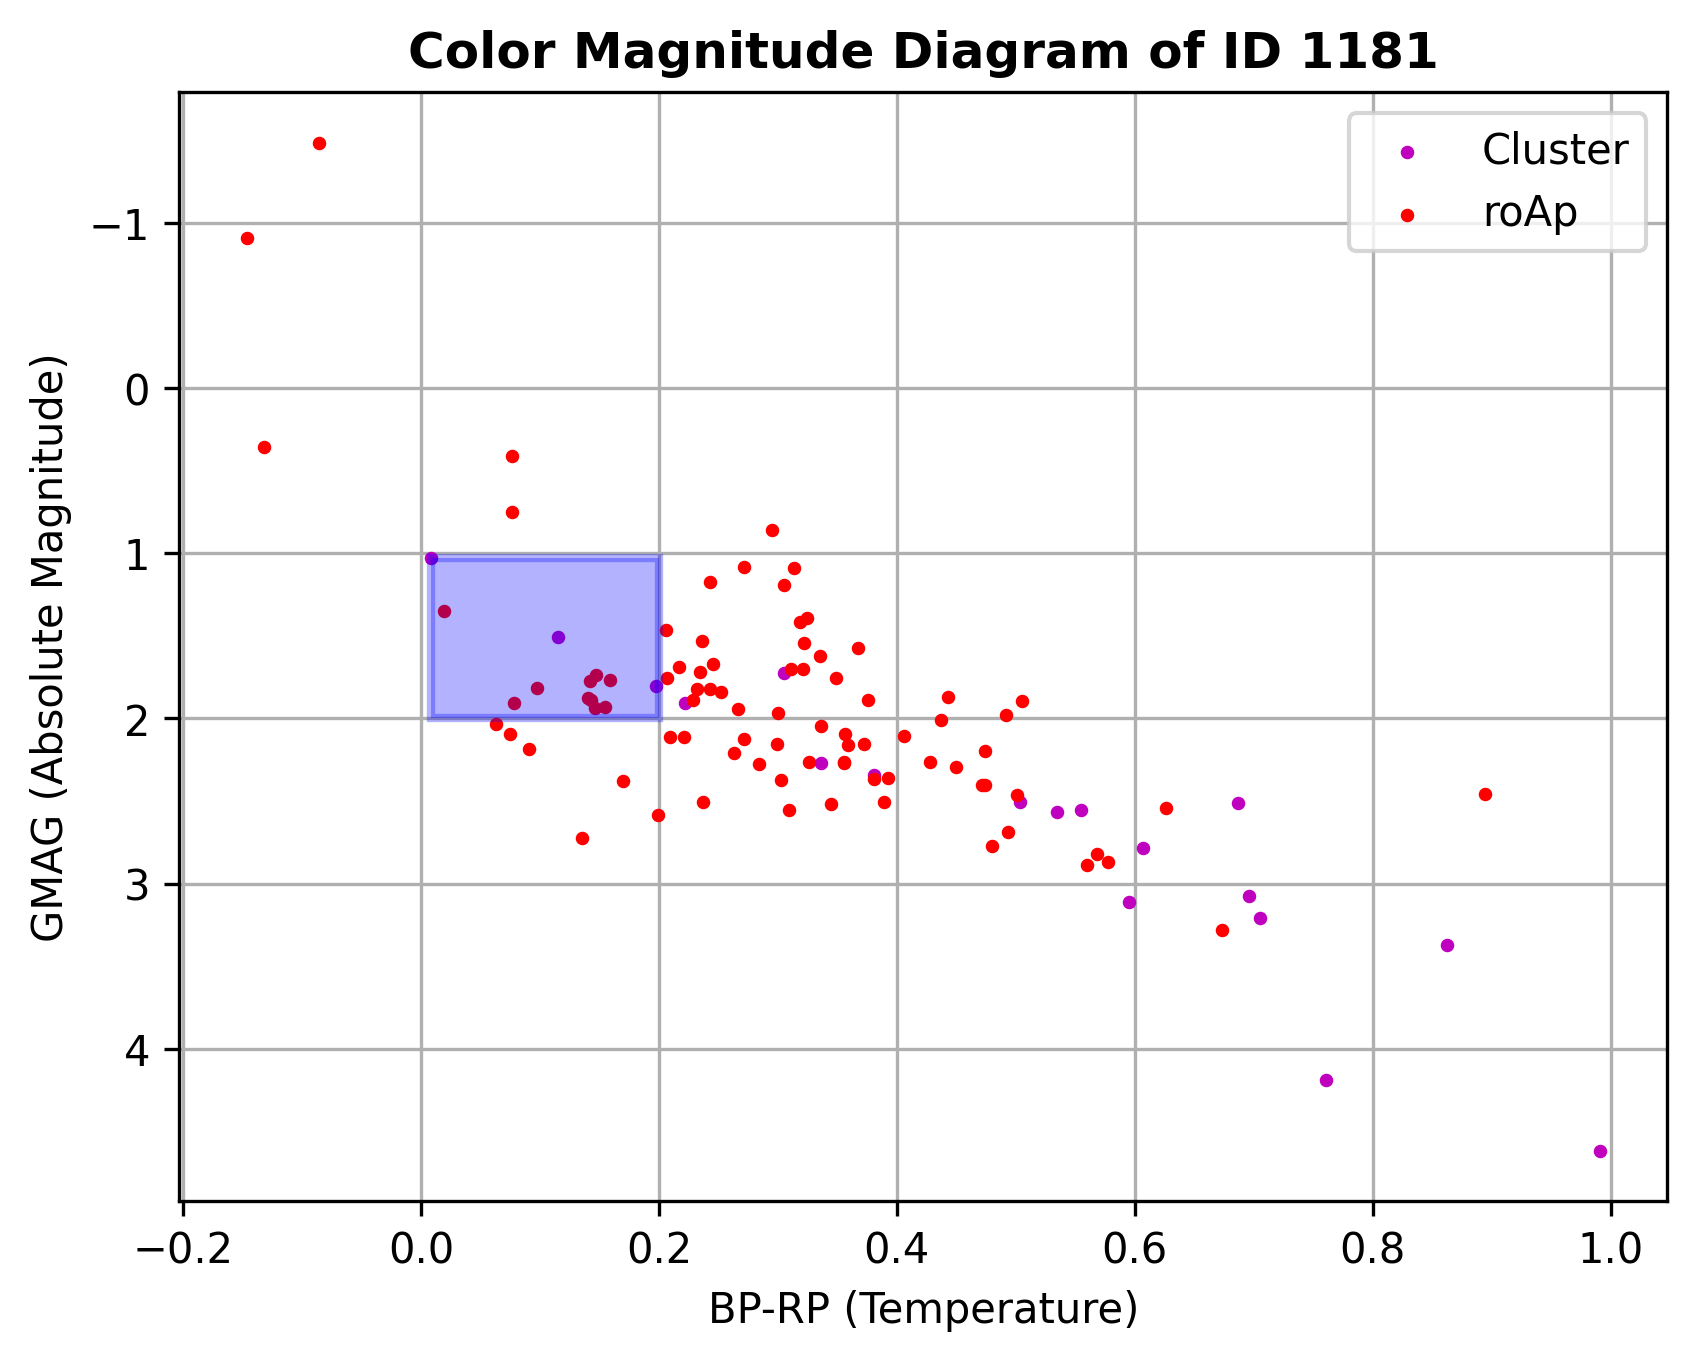 Color Magnitude Diagram of ID 1181
Cluster
roAp
GMAG (Absolute Magnitude)
−1
0
1
2
3
4
−0.2 0.0 0.2 0.4 0.6 0.8 1.0
BP-RP (Temperature)